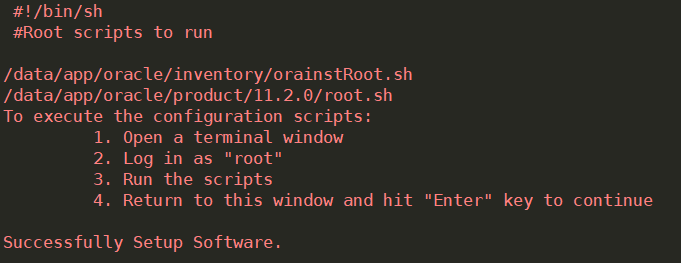 #!/bin/sh
#Root scripts to run

/data/app/oracle/inventory/orainstRoot.sh
/data/app/oracle/product/11.2.0/root.sh
To execute the configuration scripts:
1. Open a terminal window
2. Log in as "root"
3. Run the scripts
4. Return to this window and hit "Enter" key to continue

Successfully Setup Software.